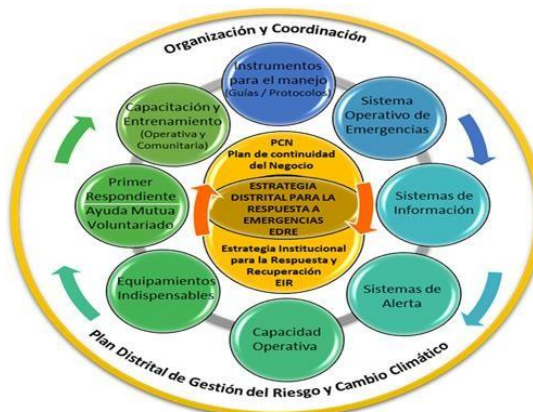 Organización y Coordinación
Instrumentos
para el manejo
(Guías / Protocolos)
Sistema
Operativo de
Emergencias
Sistemas de
Información
Sistemas de
Alerta
Capacidad
Operativa
Equipamientos
Indispensables
Primer
Respondiente
Ayuda Mutua
Voluntariado
Capacitación y
Entrenamiento
(Operativa y
Comunitaria)
PCN
Plan de continuidad
del Negocio
ESTRATEGIA
DISTRITAL PARA LA
RESPUESTA A
EMERGENCIAS
EDRE
Estrategia Institucional
para la Respuesta y
Recuperación
EIR
Plan Distrital de Gestión del Riesgo y Cambio Climático